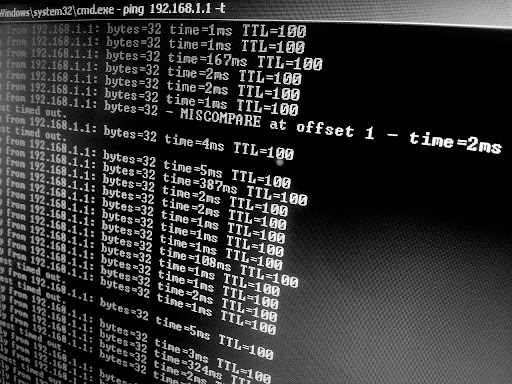 Windows\system32\cmd.exe - ping 192.168.1.1 -t
from 192.168.1.1: bytes=32 time=1ms TTL=100
from 192.168.1.1: bytes=32 time=1ms TTL=100
from 192.168.1.1: bytes=32 time=167ms TTL=100
from 192.168.1.1: bytes=32 time=2ms TTL=100
from 192.168.1.1: bytes=32 time=2ms TTL=100
from 192.168.1.1: bytes=32 time=1ms TTL=100
from 192.168.1.1: bytes=32 - MISCOMPARE at offset 1 - time=2ms
timed out.
from 192.168.1.1: bytes=32 time=4ms TTL=100
timed out.
from 192.168.1.1: bytes=32 time=5ms TTL=100
from 192.168.1.1: bytes=32 time=387ms TTL=100
from 192.168.1.1: bytes=32 time=2ms TTL=100
from 192.168.1.1: bytes=32 time=2ms TTL=100
from 192.168.1.1: bytes=32 time=1ms TTL=100
from 192.168.1.1: bytes=32 time=1ms TTL=100
from 192.168.1.1: bytes=32 time=1ms TTL=100
from 192.168.1.1: bytes=32 time=108ms TTL=100
from 192.168.1.1: bytes=32 time=1ms TTL=100
from 192.168.1.1: bytes=32 time=2ms TTL=100
from 192.168.1.1: bytes=32 time=1ms TTL=100
timed out.
from 192.168.1.1: bytes=32 time=5ms TTL=100
timed out.
from 192.168.1.1: bytes=32 time=3ms TTL=100
from 192.168.1.1: bytes=32 time=324ms TTL=100
from 192.168.1.1: bytes=32 time=2ms